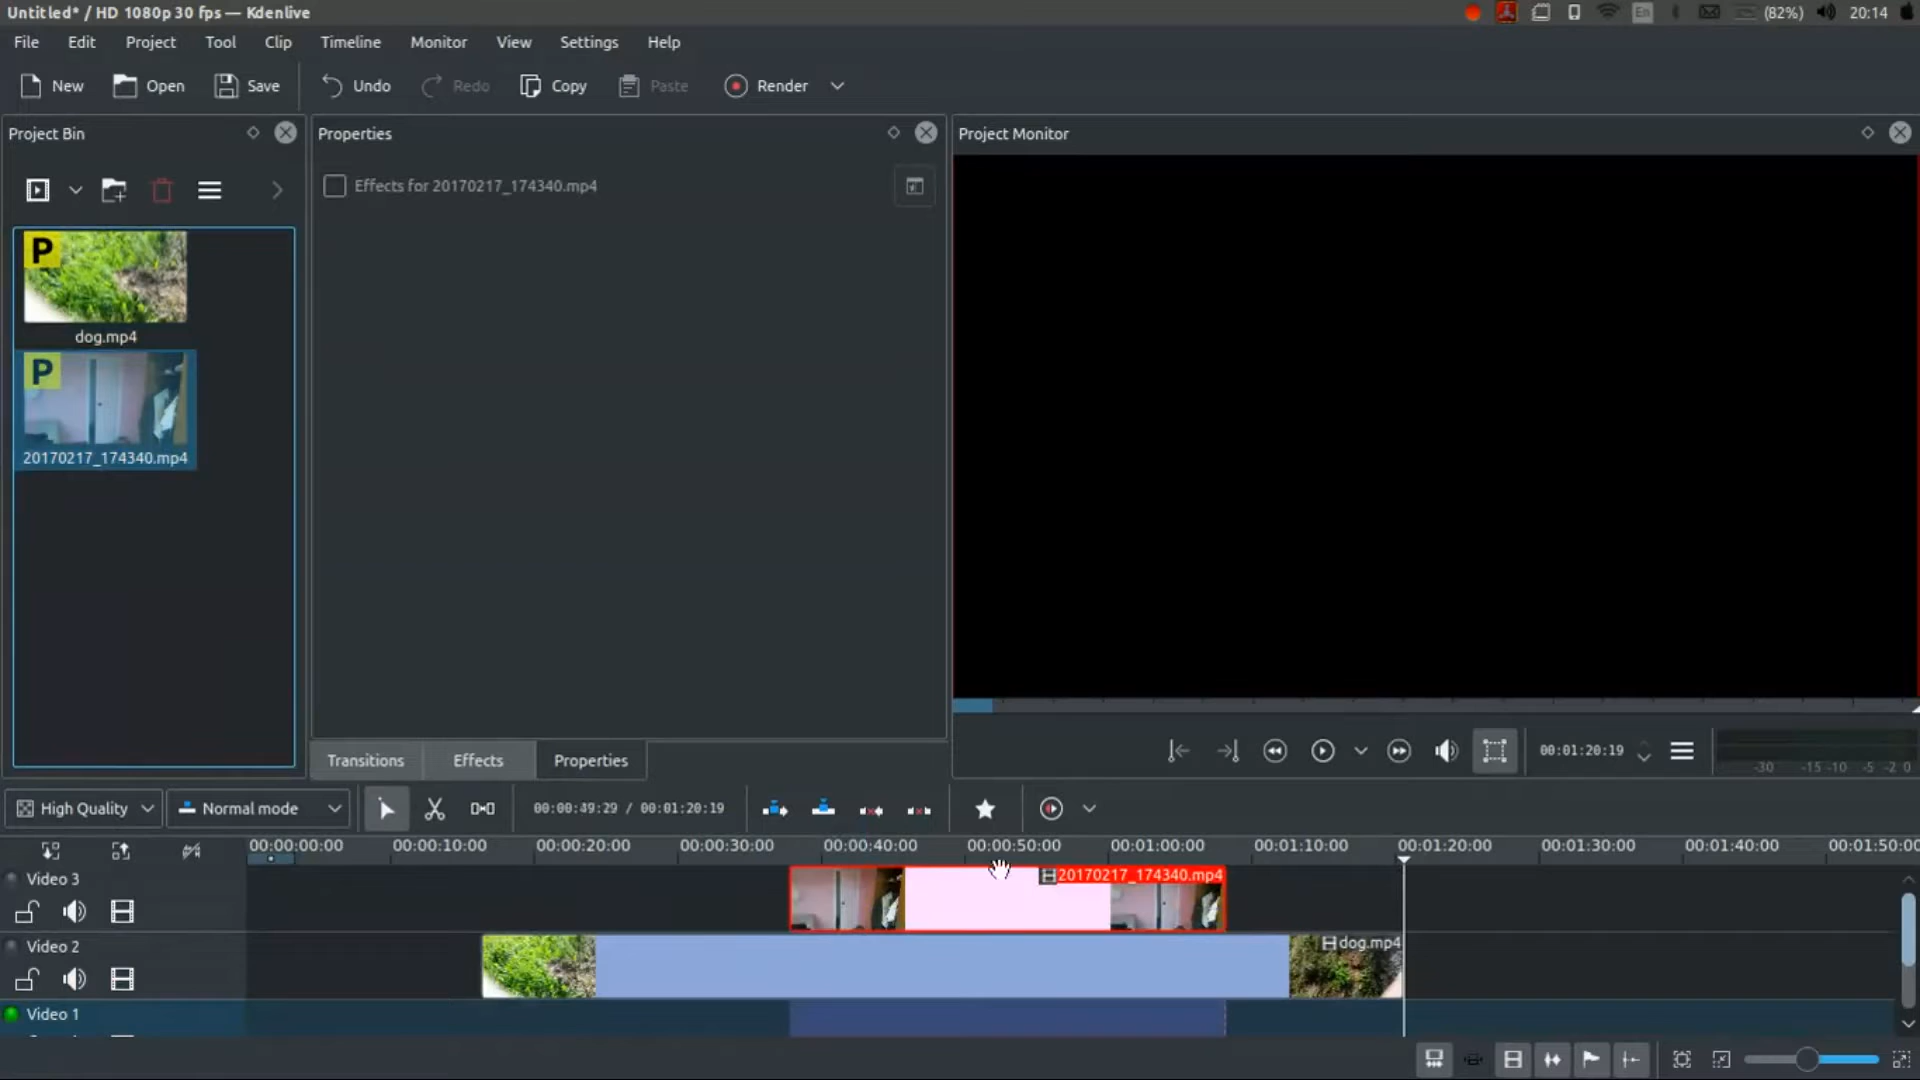 Untitled* / HD 1080p 30 fps — Kdenlive
En (82%) 20:14
File Edit Project Tool Clip Timeline Monitor View Settings Help
New Open Save Undo Redo Copy Paste Render
Project Bin
Properties
Project Monitor
Effects for 20170217_174340.mp4
P
dog.mp4
P
20170217_174340.mp4
Transitions Effects Properties
00:01:20:19
-30 -15 -10 -5 -2 0
High Quality Normal mode 00:00:49:29 / 00:01:20:19
00:00:00:00 00:00:10:00 00:00:20:00 00:00:30:00 00:00:40:00 00:00:50:00 00:01:00:00 00:01:10:00 00:01:20:00 00:01:30:00 00:01:40:00 00:01:50:00
Video 3
20170217_174340.mp4
Video 2
dog.mp4
Video 1